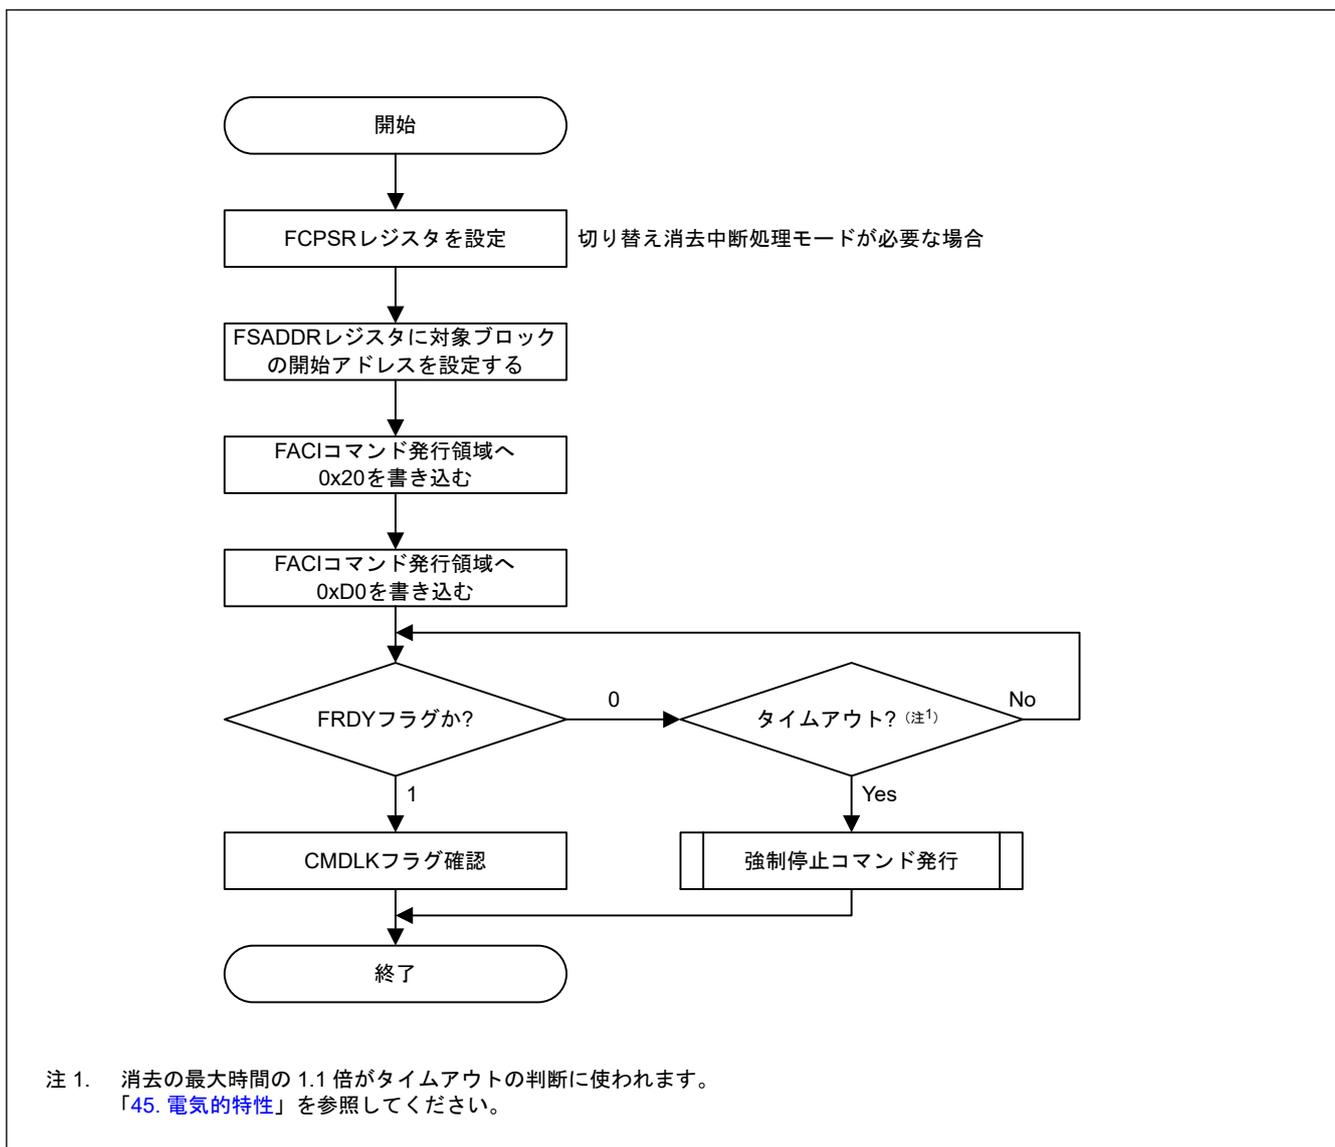 開始
FCPSRレジスタを設定
切り替え消去中断処理モードが必要な場合
FSADDRレジスタに対象ブロック
の開始アドレスを設定する
FACIコマンド発行領域へ
0x20を書き込む
FACIコマンド発行領域へ
0xD0を書き込む
FRDYフラグか?
0
タイムアウト?（注1）
No
1
Yes
CMDLKフラグ確認
強制停止コマンド発行
終了
注 1. 消去の最大時間の 1.1 倍がタイムアウトの判断に使われます。
「45. 電気的特性」を参照してください。